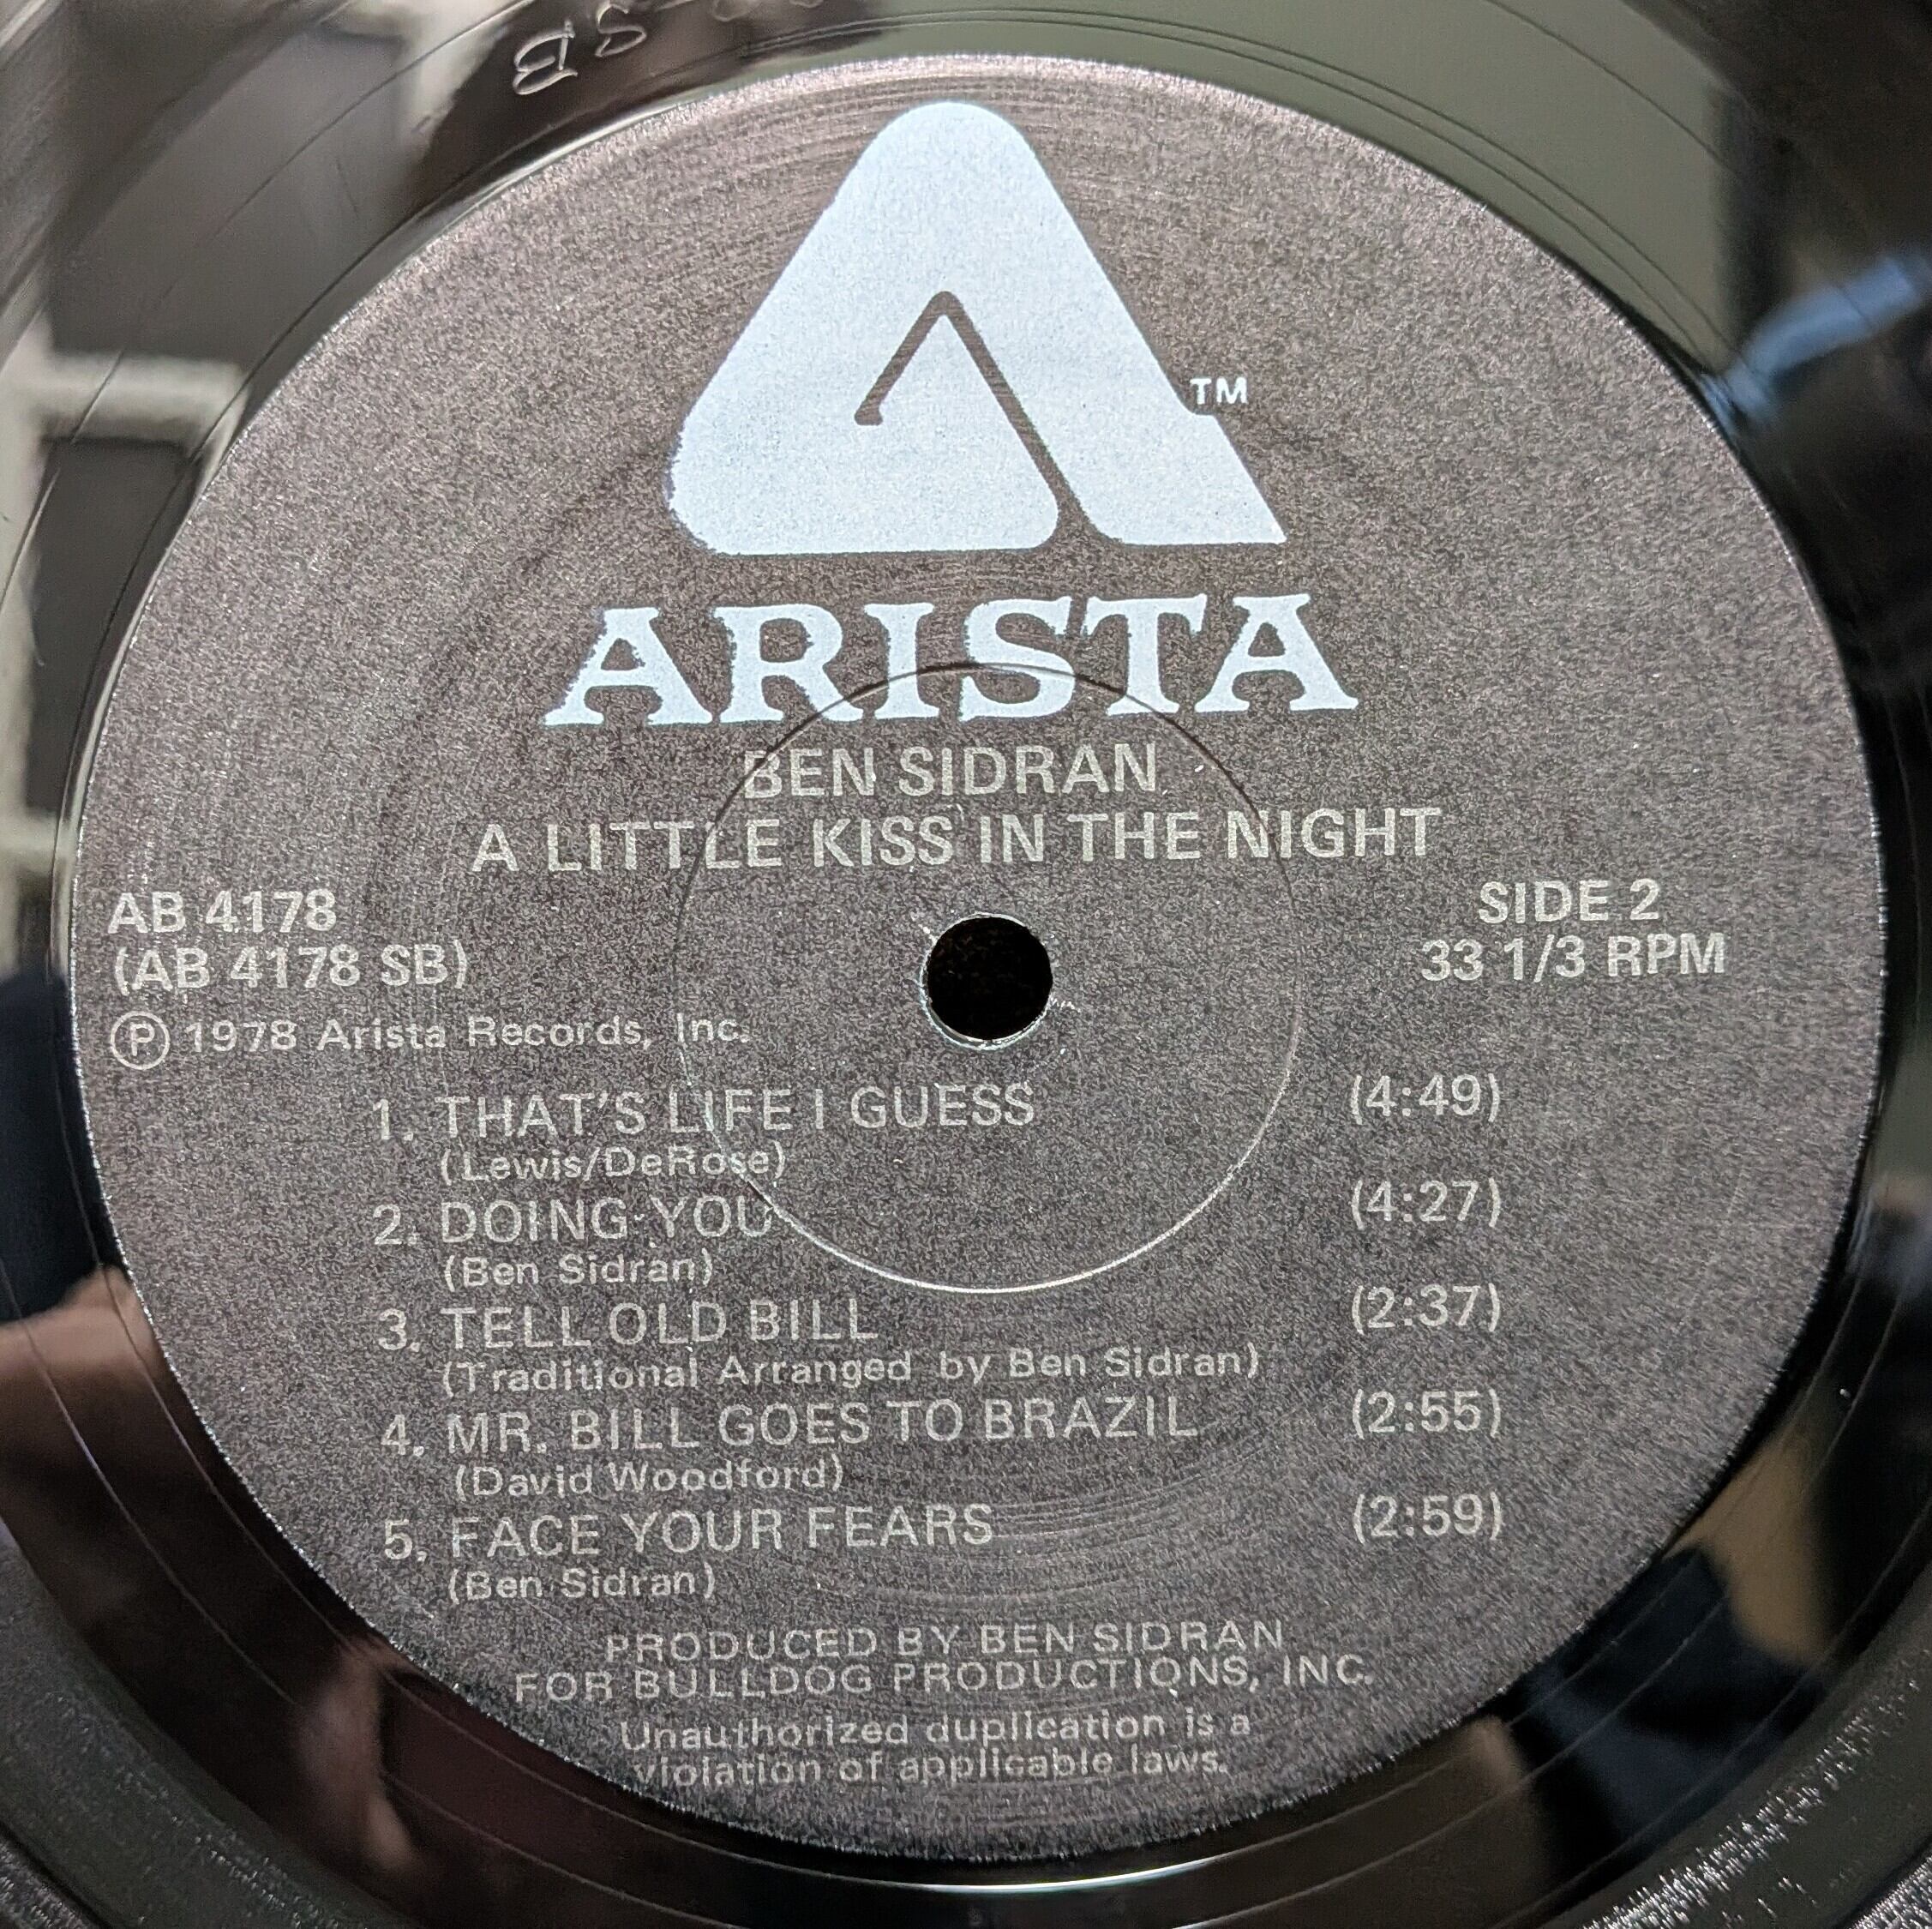 TM
ARISTA
BEN SIDRAN
A LITTLE KISS IN THE NIGHT
AB 4178
(AB 4178 SB)
SIDE 2
33 1/3 RPM
Ⓟ 1978 Arista Records, Inc.
1. THAT'S LIFE I GUESS (4:49)
(Lewis/DeRose)
2. DOING YOU (4:27)
(Ben Sidran)
3. TELL OLD BILL (2:37)
(Traditional Arranged by Ben Sidran)
4. MR. BILL GOES TO BRAZIL (2:55)
(David Woodford)
5. FACE YOUR FEARS (2:59)
(Ben Sidran)
PRODUCED BY BEN SIDRAN
FOR BULLDOG PRODUCTIONS, INC.
Unauthorized duplication is a
violation of applicable laws.